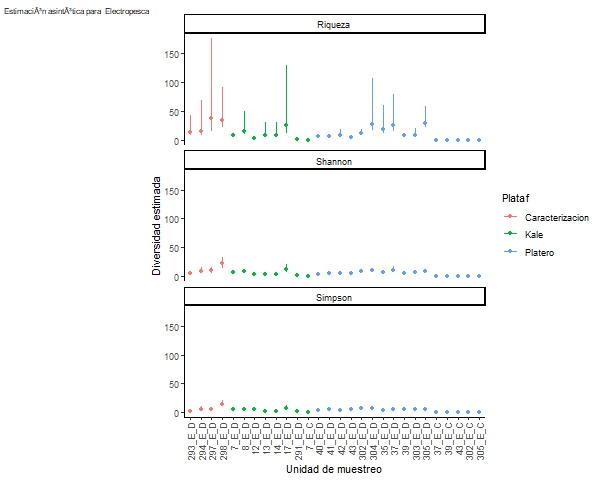 EstimaciÃ³n asintÃ³tica para Electropesca
Riqueza
150
100
50
0
Shannon
150
100
50
0
Simpson
150
100
50
0
Diversidad estimada
293_E_D
294_E_D
297_E_D
298_E_D
7_E_D
8_E_D
12_E_D
13_E_D
14_E_D
17_E_D
291_E_D
7_E_C
40_E_D
41_E_D
42_E_D
43_E_D
302_E_D
304_E_D
35_E_D
37_E_D
39_E_D
303_E_D
305_E_D
37_E_C
39_E_C
43_E_C
302_E_C
305_E_C
Unidad de muestreo
Plataf
Caracterizacion
Kale
Platero